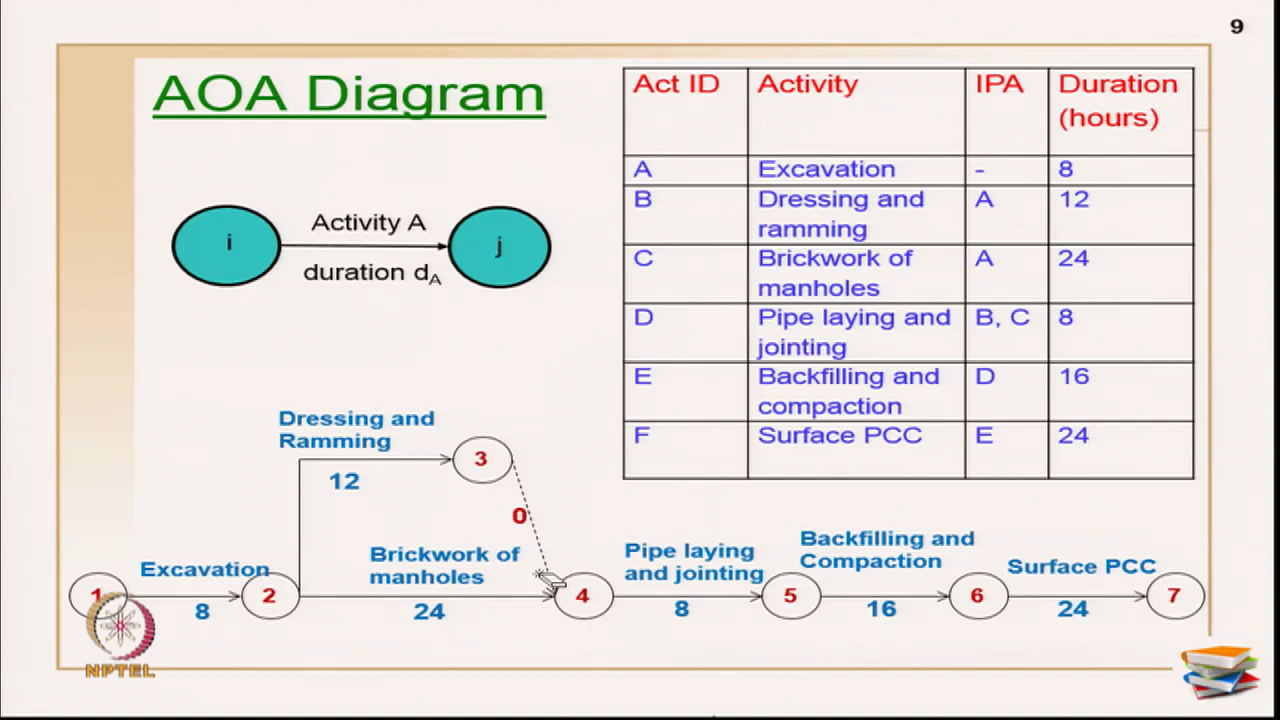 9
AOA Diagram
i
Activity A
duration dA
j
Act ID Activity IPA Duration
(hours)
A Excavation - 8
B Dressing and A 12
ramming
C Brickwork of A 24
manholes
D Pipe laying and B, C 8
jointing
E Backfilling and D 16
compaction
F Surface PCC E 24
Dressing and
Ramming
12
3
0
Excavation
Brickwork of
manholes
Pipe laying
and jointing
Backfilling and
Compaction
Surface PCC
1 2 4 5 6 7
8 24 8 16 24
NPTEL